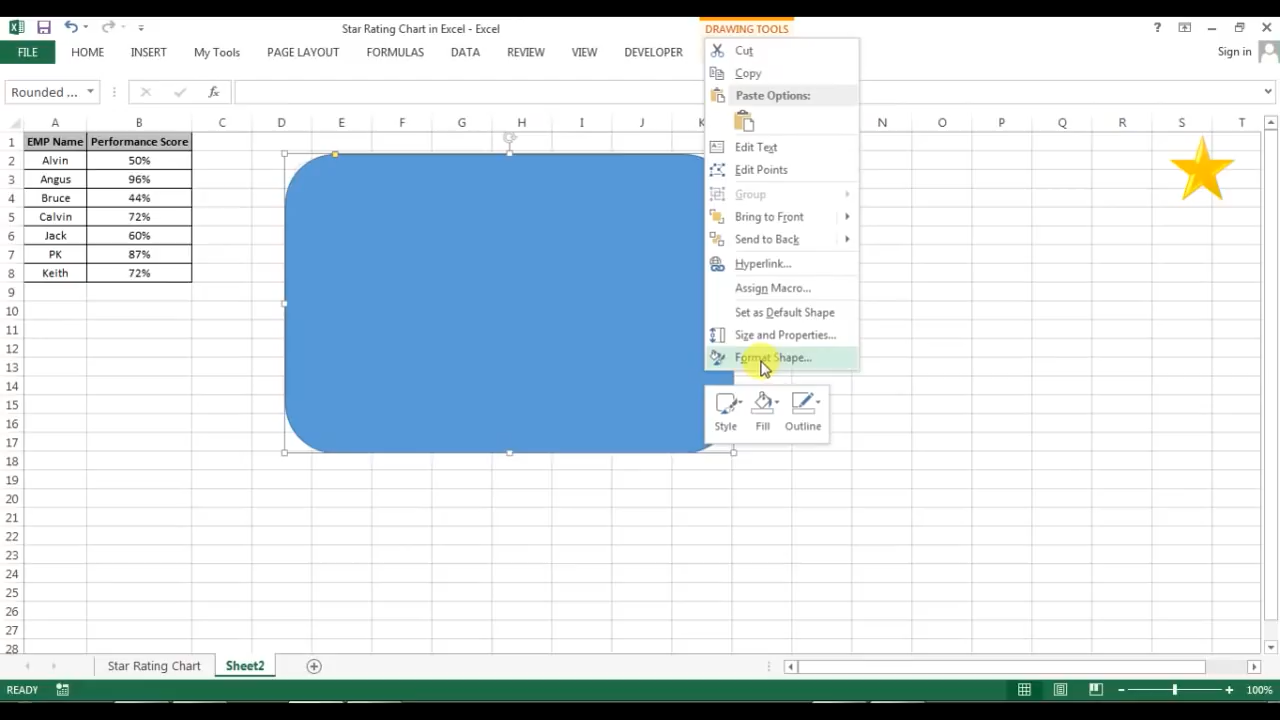 Star Rating Chart in Excel - Excel
DRAWING TOOLS
?
FILE HOME INSERT My Tools PAGE LAYOUT FORMULAS DATA REVIEW VIEW DEVELOPER
Sign in
Rounded ...
fx
A B C D E F G H I J K N O P Q R S T
1 EMP Name Performance Score
2 Alvin 50%
3 Angus 96%
4 Bruce 44%
5 Calvin 72%
6 Jack 60%
7 PK 87%
8 Keith 72%
9
10
11
12
13
14
15
16
17
18
19
20
21
22
23
24
25
26
27
28
Cut
Copy
Paste Options:
Edit Text
Edit Points
Group
Bring to Front
Send to Back
Hyperlink...
Assign Macro...
Set as Default Shape
Size and Properties...
Format Shape...
Style Fill Outline
Star Rating Chart Sheet2
READY
100%